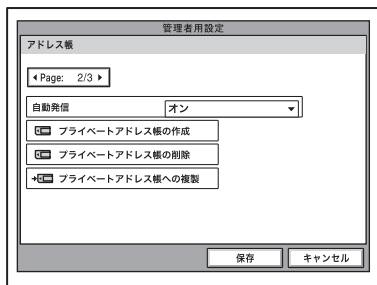 管理者用設定
アドレス帳
Page: 2/3
自動発信 オン
プライベートアドレス帳の作成
プライベートアドレス帳の削除
プライベートアドレス帳への複製
保存 キャンセル